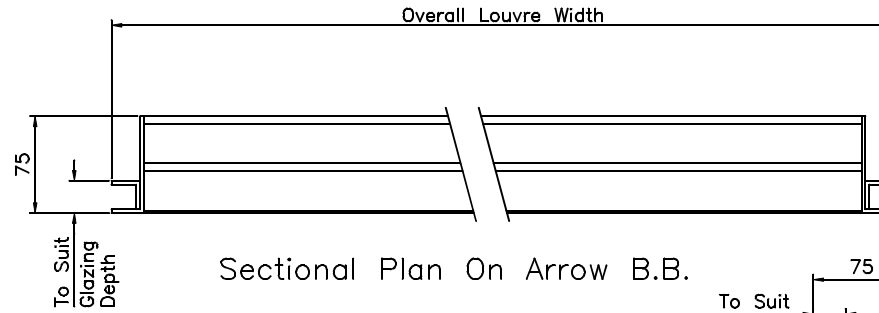 Overall Louvre Width
75
To Suit
Glazing
Depth
Sectional Plan On Arrow B.B.
75
To Suit